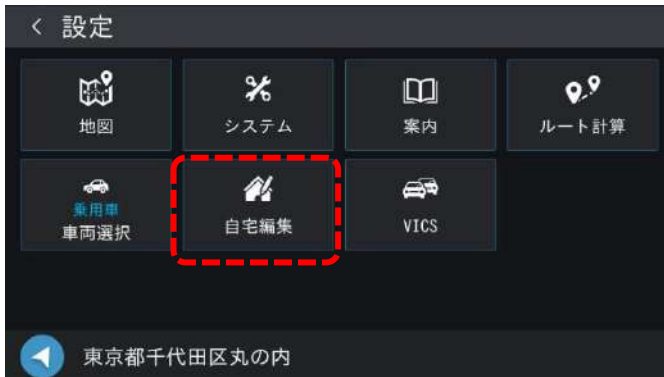 設定
地図
システム
案内
ルート計算
乗用車
車両選択
自宅編集
VICS
東京都千代田区丸の内